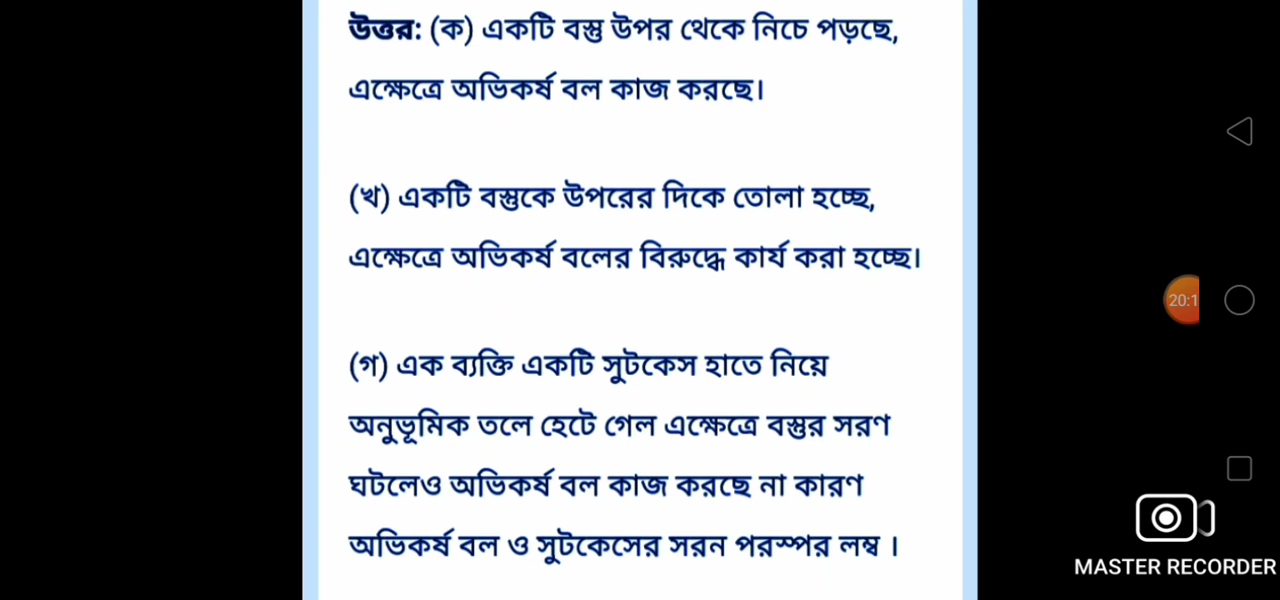 উত্তর: (ক) একটি বস্তু উপর থেকে নিচে পড়ছে,
এক্ষেত্রে অভিকর্ষ বল কাজ করছে।
(খ) একটি বস্তুকে উপরের দিকে তোলা হচ্ছে,
এক্ষেত্রে অভিকর্ষ বলের বিরুদ্ধে কার্য করা হচ্ছে।
(গ) এক ব্যক্তি একটি সুটকেস হাতে নিয়ে
অনুভূমিক তলে হেটে গেল এক্ষেত্রে বস্তুর সরণ
ঘটলেও অভিকর্ষ বল কাজ করছে না কারণ
অভিকর্ষ বল ও সুটকেসের সরন পরস্পর লম্ব ।
20:1
MASTER RECORDER